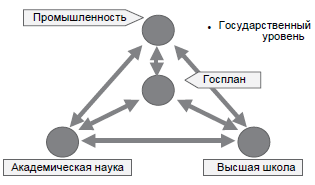 Промышленность
• Государственный
уровень
Госплан
Академическая наука
Высшая школа